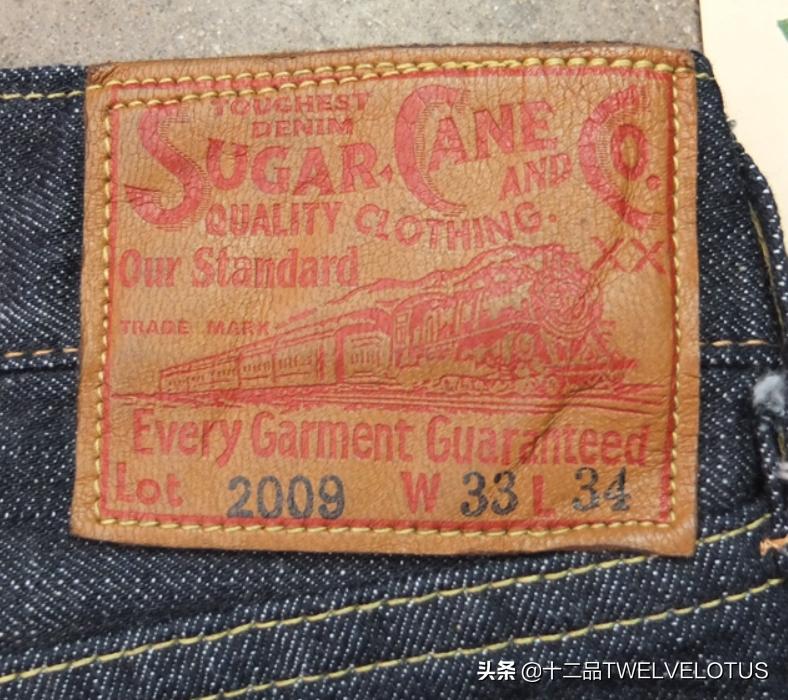 TOUGHEST
DENIM
SUGAR CANE
AND CO.
QUALITY CLOTHING.
XX
Our Standard
TRADE MARK
Every Garment Guaranteed
Lot 2009 W 33 L 34
头条 @十二品TWELVELOTUS